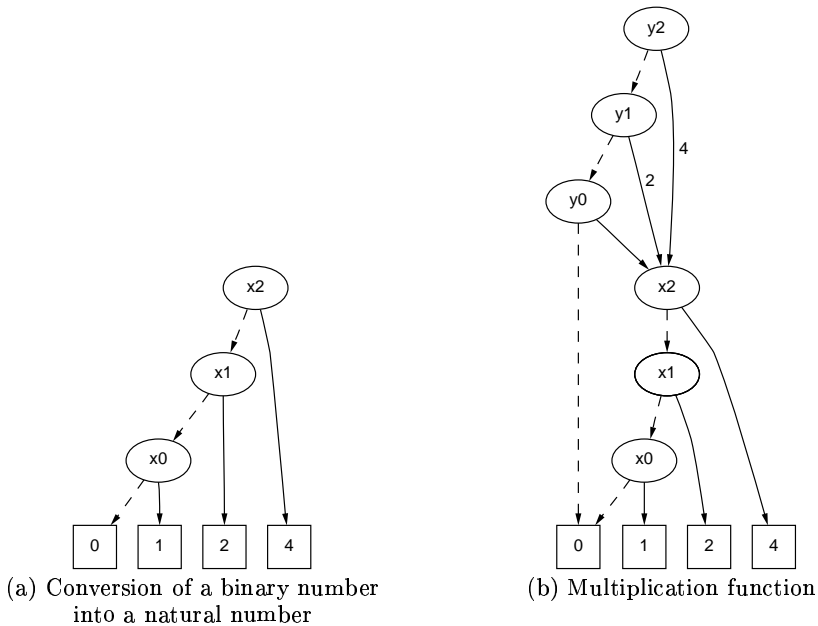 x2
x1
x0
0 1 2 4
(a) Conversion of a binary number
into a natural number
y2
y1
4
2
y0
x2
x1
x0
0 1 2 4
(b) Multiplication function